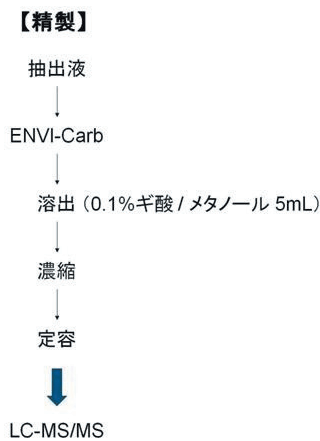 【精製】
抽出液
ENVI-Carb
溶出（0.1%ギ酸 / メタノール 5mL）
濃縮
定容
LC-MS/MS